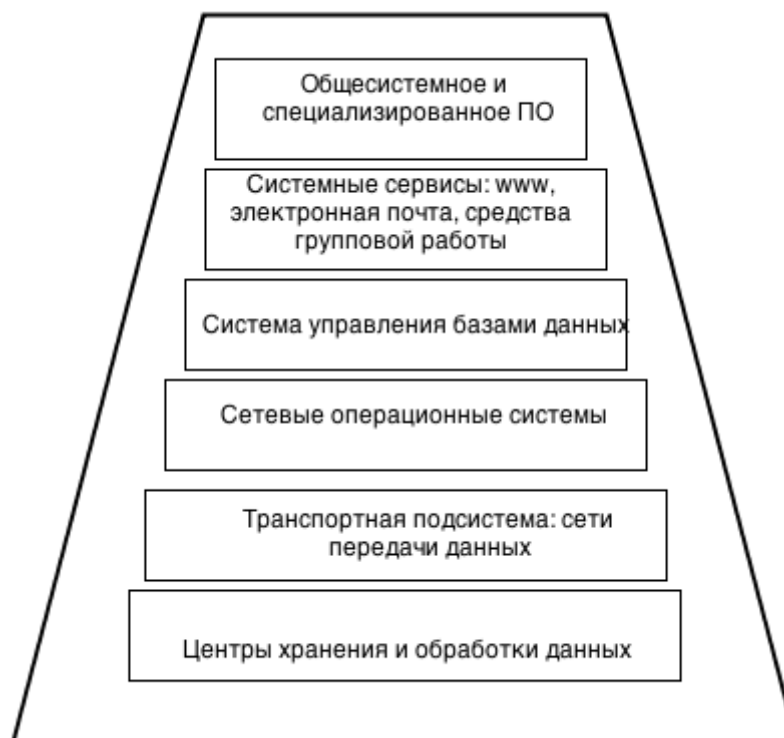 Общесистемное и
специализированное ПО
Системные сервисы: www,
электронная почта, средства
групповой работы
Система управления базами данных
Сетевые операционные системы
Транспортная подсистема: сети
передачи данных
Центры хранения и обработки данных